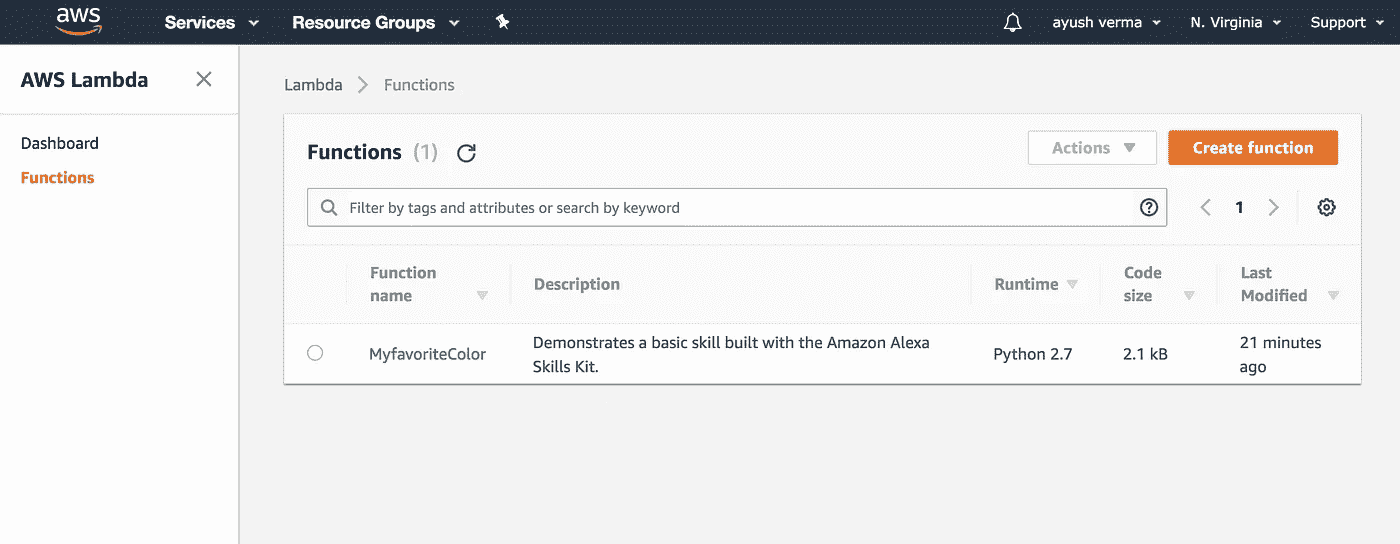 aws Services Resource Groups ayush verma N. Virginia Support
AWS Lambda
Lambda Functions
Dashboard
Functions
Functions (1)
Actions Create function
Filter by tags and attributes or search by keyword
1
Function name
Description
Runtime
Code size
Last Modified
MyfavoriteColor
Demonstrates a basic skill built with the Amazon Alexa
Skills Kit.
Python 2.7
2.1 kB
21 minutes
ago